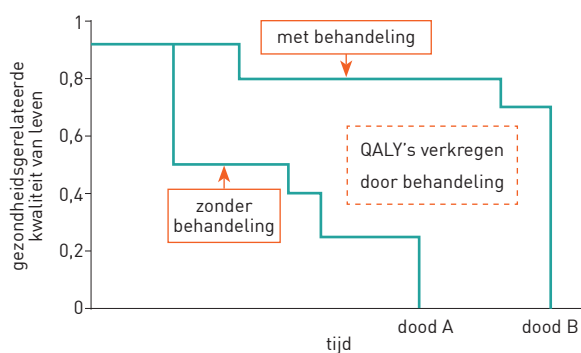 gezondheidsgerelateerde
kwaliteit van leven
1
0,8
0,6
0,4
0,2
0
met behandeling
QALY's verkregen
door behandeling
zonder
behandeling
dood A
dood B
tijd